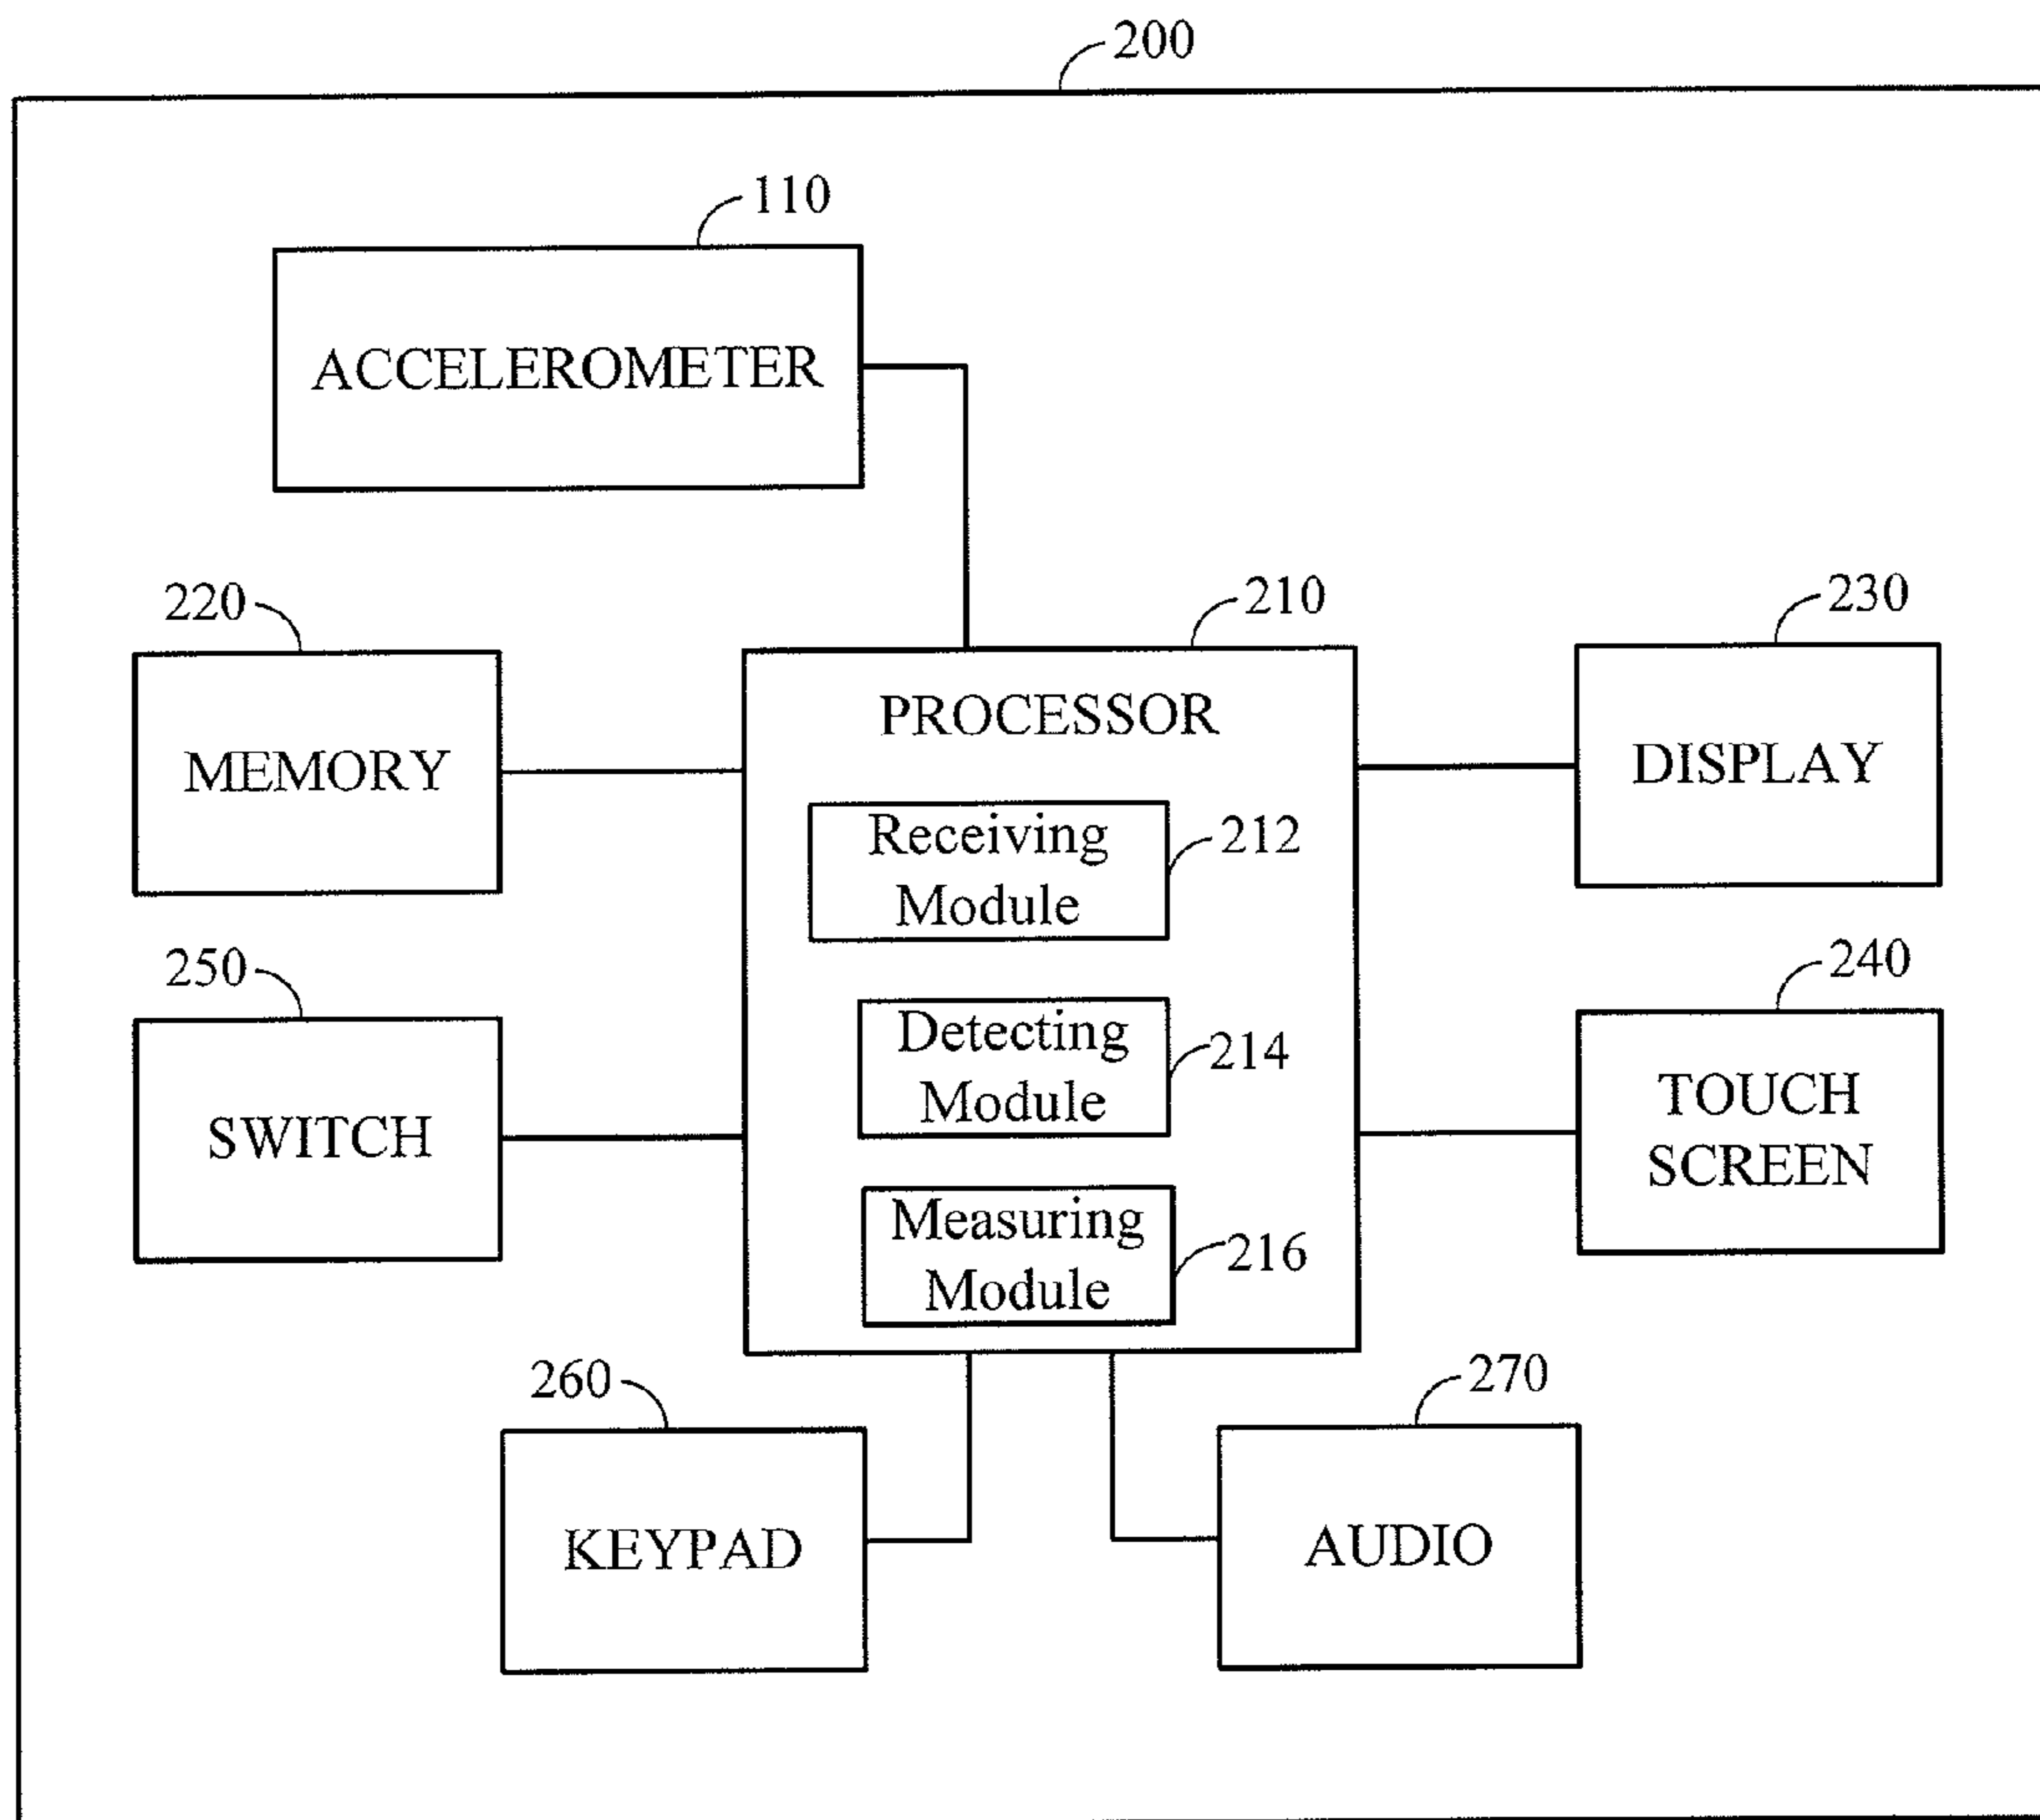 200
110
ACCELEROMETER
220
210
230
MEMORY
PROCESSOR
DISPLAY
Receiving
Module
212
250
240
SWITCH
Detecting
Module
214
TOUCH
SCREEN
Measuring
Module
216
260
270
KEYPAD
AUDIO